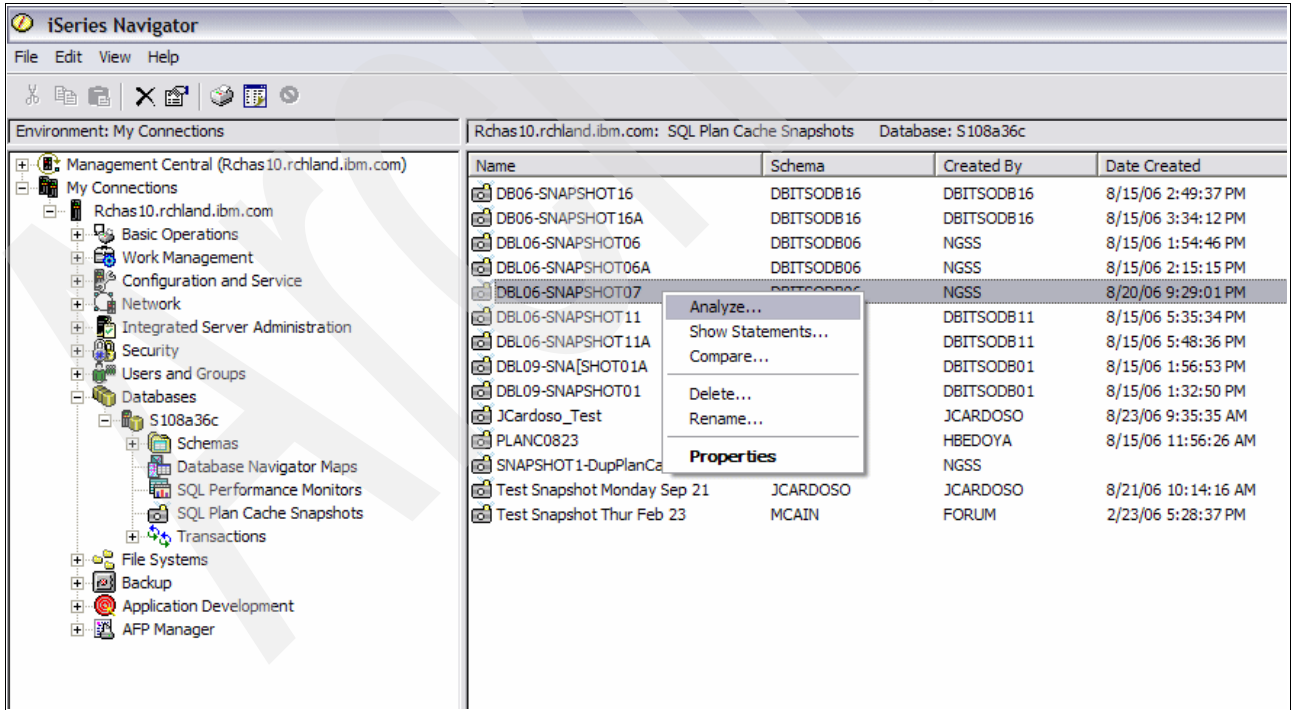 iSeries Navigator
File Edit View Help
Environment: My Connections
Rchas10.rchland.ibm.com: SQL Plan Cache Snapshots Database: S108a36c
Management Central (Rchas10.rchland.ibm.com)
My Connections
Rchas10.rchland.ibm.com
Basic Operations
Work Management
Configuration and Service
Network
Integrated Server Administration
Security
Users and Groups
Databases
S108a36c
Schemas
Database Navigator Maps
SQL Performance Monitors
SQL Plan Cache Snapshots
Transactions
File Systems
Backup
Application Development
AFP Manager
Name Schema Created By Date Created
DB06-SNAPSHOT16 DBITSODB16 DBITSODB16 8/15/06 2:49:37 PM
DB06-SNAPSHOT16A DBITSODB16 DBITSODB16 8/15/06 3:34:12 PM
DBL06-SNAPSHOT06 DBITSODB06 NGSS 8/15/06 1:54:46 PM
DBL06-SNAPSHOT06A DBITSODB06 NGSS 8/15/06 2:15:15 PM
DBL06-SNAPSHOT07 NGSS 8/20/06 9:29:01 PM
DBL06-SNAPSHOT11 DBITSODB11 8/15/06 5:35:34 PM
DBL06-SNAPSHOT11A DBITSODB11 8/15/06 5:48:36 PM
DBL09-SNA[SHOT01A DBITSODB01 8/15/06 1:56:53 PM
DBL09-SNAPSHOT01 DBITSODB01 8/15/06 1:32:50 PM
JCardoso_Test JCARDOSO 8/23/06 9:35:35 AM
PLANC0823 HBEDOYA 8/15/06 11:56:26 AM
SNAPSHOT1-DupPlanCa NGSS
Test Snapshot Monday Sep 21 JCARDOSO JCARDOSO 8/21/06 10:14:16 AM
Test Snapshot Thur Feb 23 MCAIN FORUM 2/23/06 5:28:37 PM
Analyze...
Show Statements...
Compare...
Delete...
Rename...
Properties